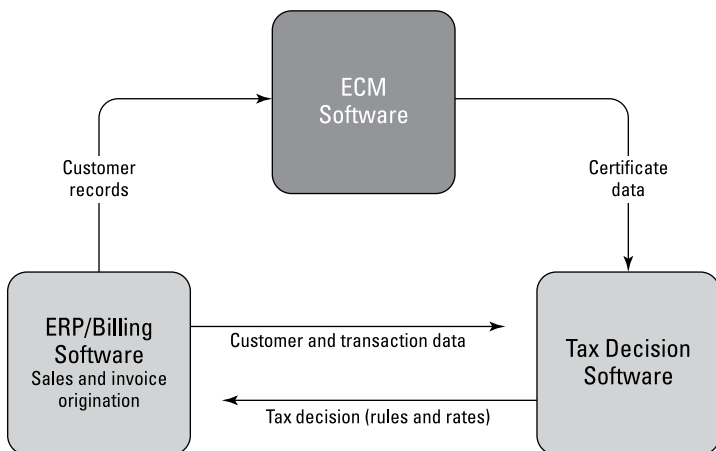 ECM
Software
Customer
records
Certificate
data
ERP/Billing
Software
Sales and invoice
origination
Customer and transaction data
Tax Decision
Software
Tax decision (rules and rates)